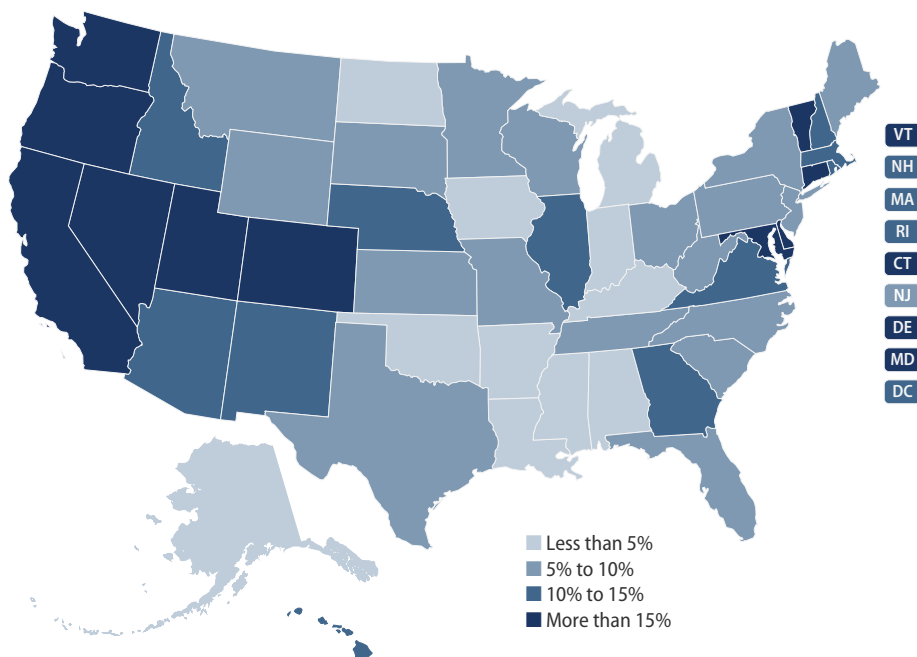 VT
NH
MA
RI
CT
NJ
DE
MD
DC
Less than 5%
5% to 10%
10% to 15%
More than 15%